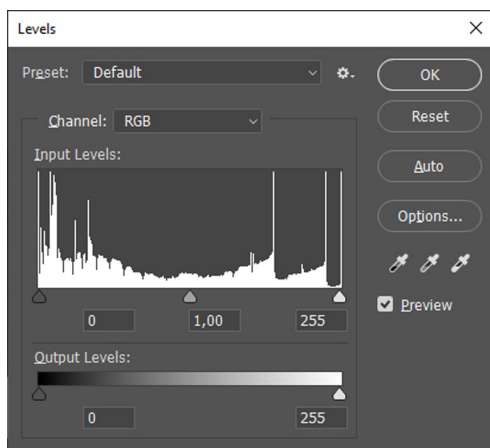 Levels
Preset: Default
OK
Channel: RGB
Reset
Input Levels:
Auto
Options...
Preview
0 1,00 255
Output Levels:
0 255